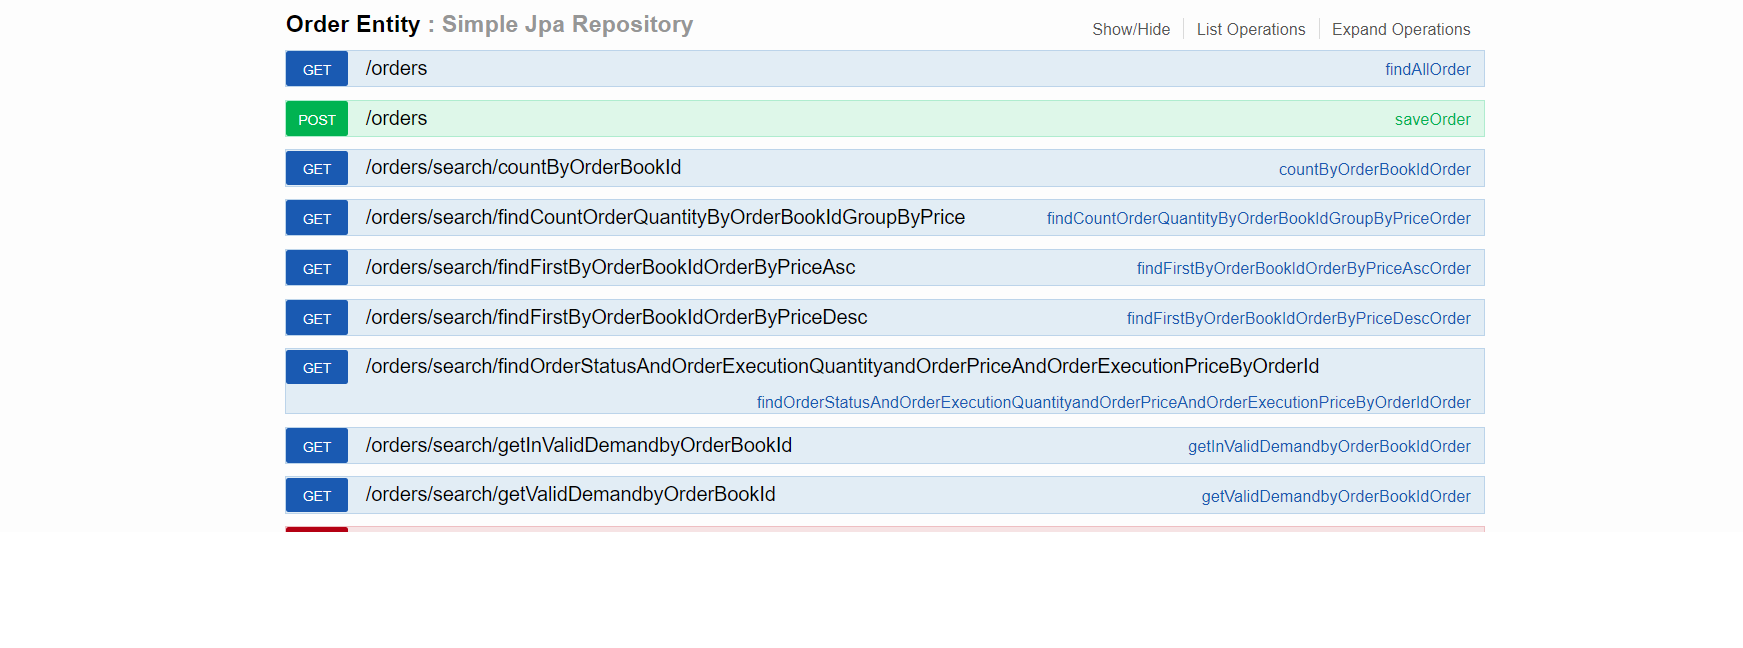 Order Entity : Simple Jpa Repository Show/Hide List Operations Expand Operations
GET /orders findAllOrder
POST /orders saveOrder
GET /orders/search/countByOrderBookId countByOrderBookIdOrder
GET /orders/search/findCountOrderQuantityByOrderBookIdGroupByPrice findCountOrderQuantityByOrderBookIdGroupByPriceOrder
GET /orders/search/findFirstByOrderBookIdOrderByPriceAsc findFirstByOrderBookIdOrderByPriceAscOrder
GET /orders/search/findFirstByOrderBookIdOrderByPriceDesc findFirstByOrderBookIdOrderByPriceDescOrder
GET /orders/search/findOrderStatusAndOrderExecutionQuantityandOrderPriceAndOrderExecutionPriceByOrderId
findOrderStatusAndOrderExecutionQuantityandOrderPriceAndOrderExecutionPriceByOrderIdOrder
GET /orders/search/getInValidDemandbyOrderBookId getInValidDemandbyOrderBookIdOrder
GET /orders/search/getValidDemandbyOrderBookId getValidDemandbyOrderBookIdOrder